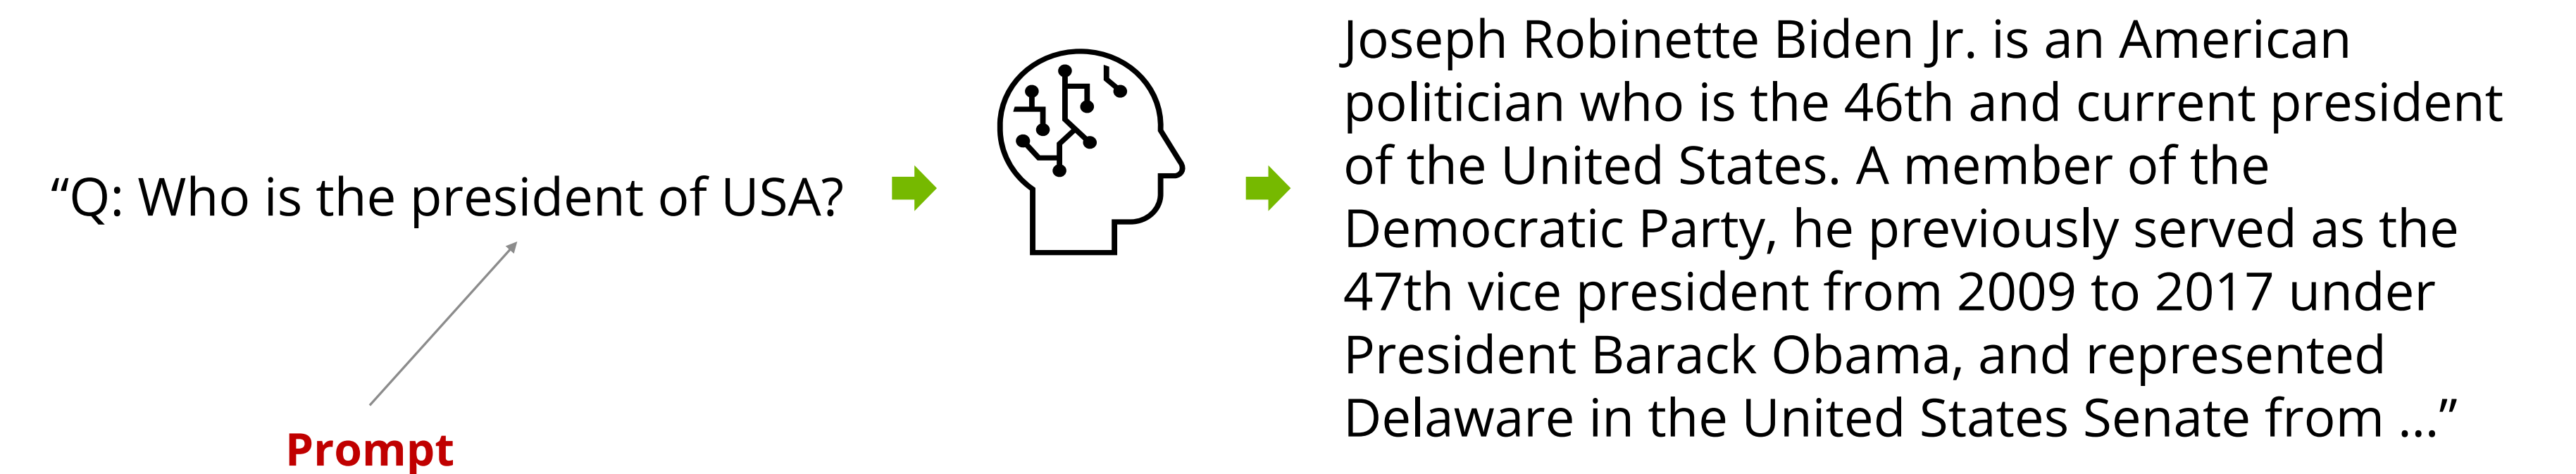 “Q: Who is the president of USA?
Prompt
Joseph Robinette Biden Jr. is an American
politician who is the 46th and current president
of the United States. A member of the
Democratic Party, he previously served as the
47th vice president from 2009 to 2017 under
President Barack Obama, and represented
Delaware in the United States Senate from ...”